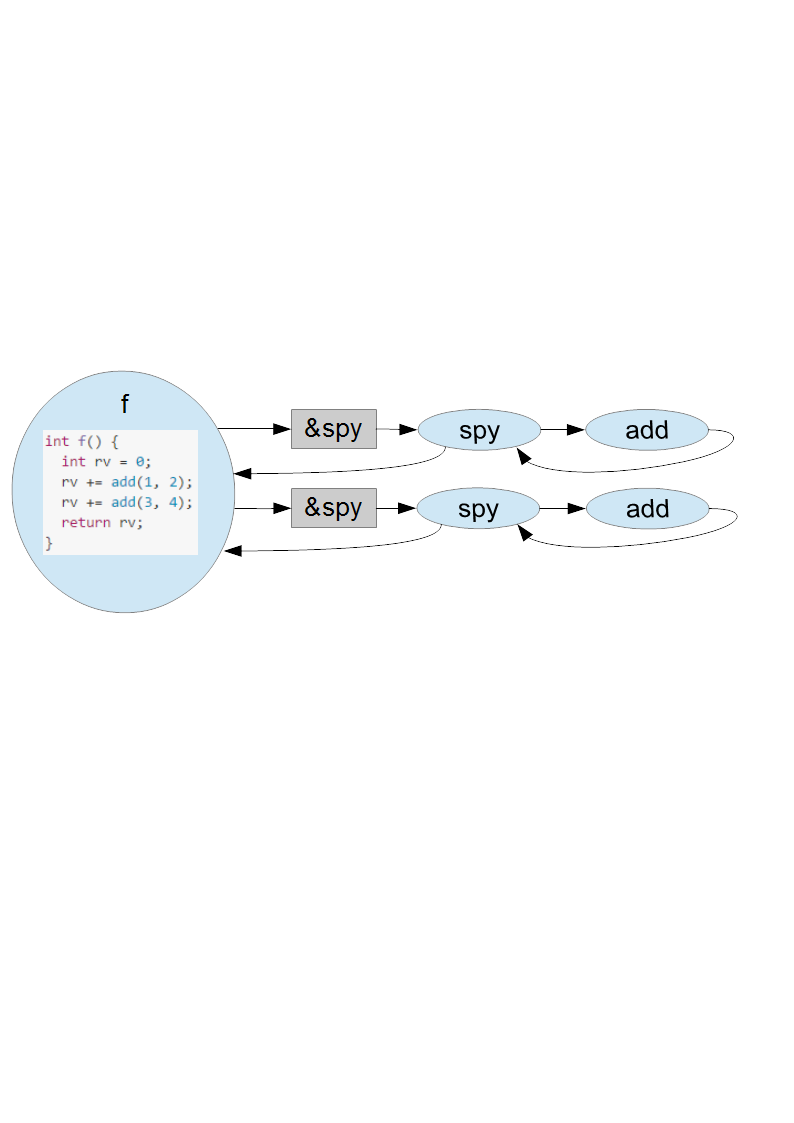 f
int f() {
  int rv = 0;
  rv += add(1, 2);
  rv += add(3, 4);
  return rv;
}
&spy spy add
&spy spy add